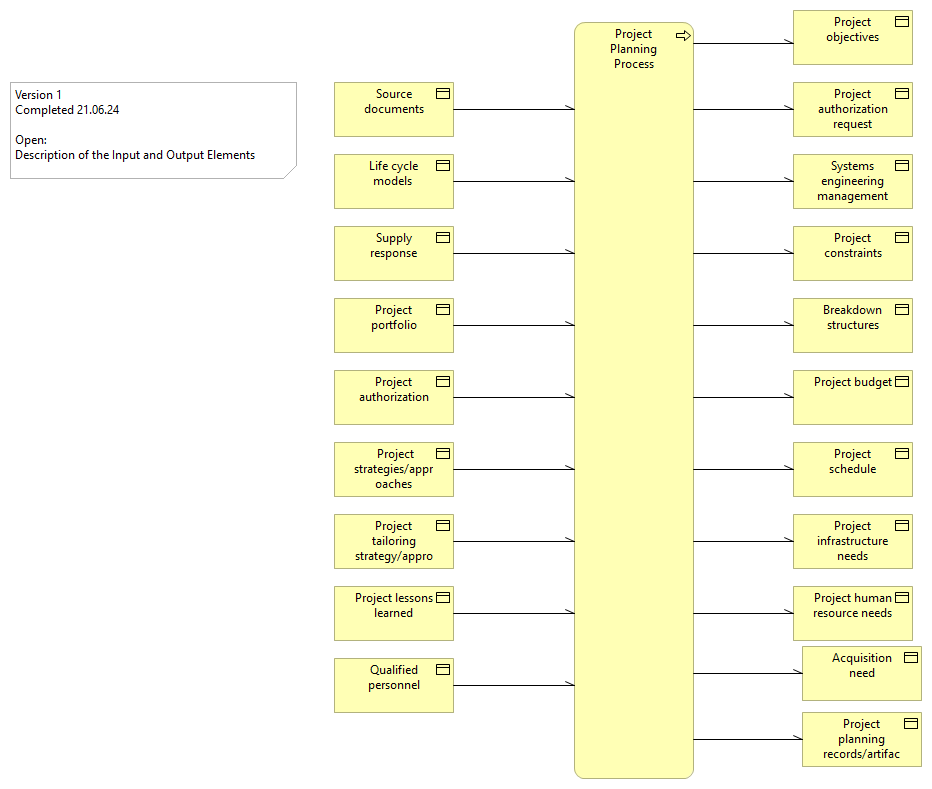 Version 1
Completed 21.06.24
Open:
Description of the Input and Output Elements
Source
documents
Life cycle
models
Supply
response
Project
portfolio
Project
authorization
Project
strategies/appr
oaches
Project
tailoring
strategy/appro
Project lessons
learned
Qualified
personnel
Project
Planning
Process
Project
objectives
Project
authorization
request
Systems
engineering
management
Project
constraints
Breakdown
structures
Project budget
Project
schedule
Project
infrastructure
needs
Project human
resource needs
Acquisition
need
Project
planning
records/artifac